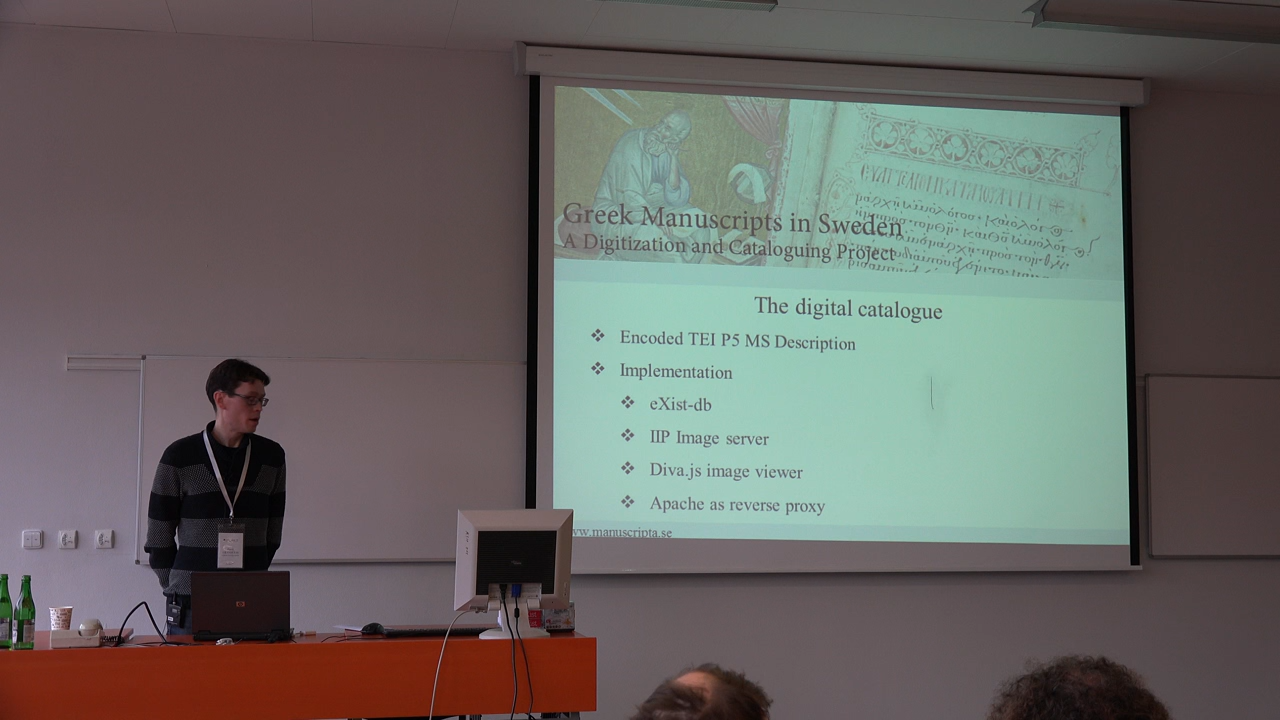 Greek Manuscripts in Sweden
A Digitization and Cataloguing Project
The digital catalogue
❖ Encoded TEI P5 MS Description
❖ Implementation
❖ eXist-db
❖ IIP Image server
❖ Diva.js image viewer
❖ Apache as reverse proxy
www.manuscripta.se
hp